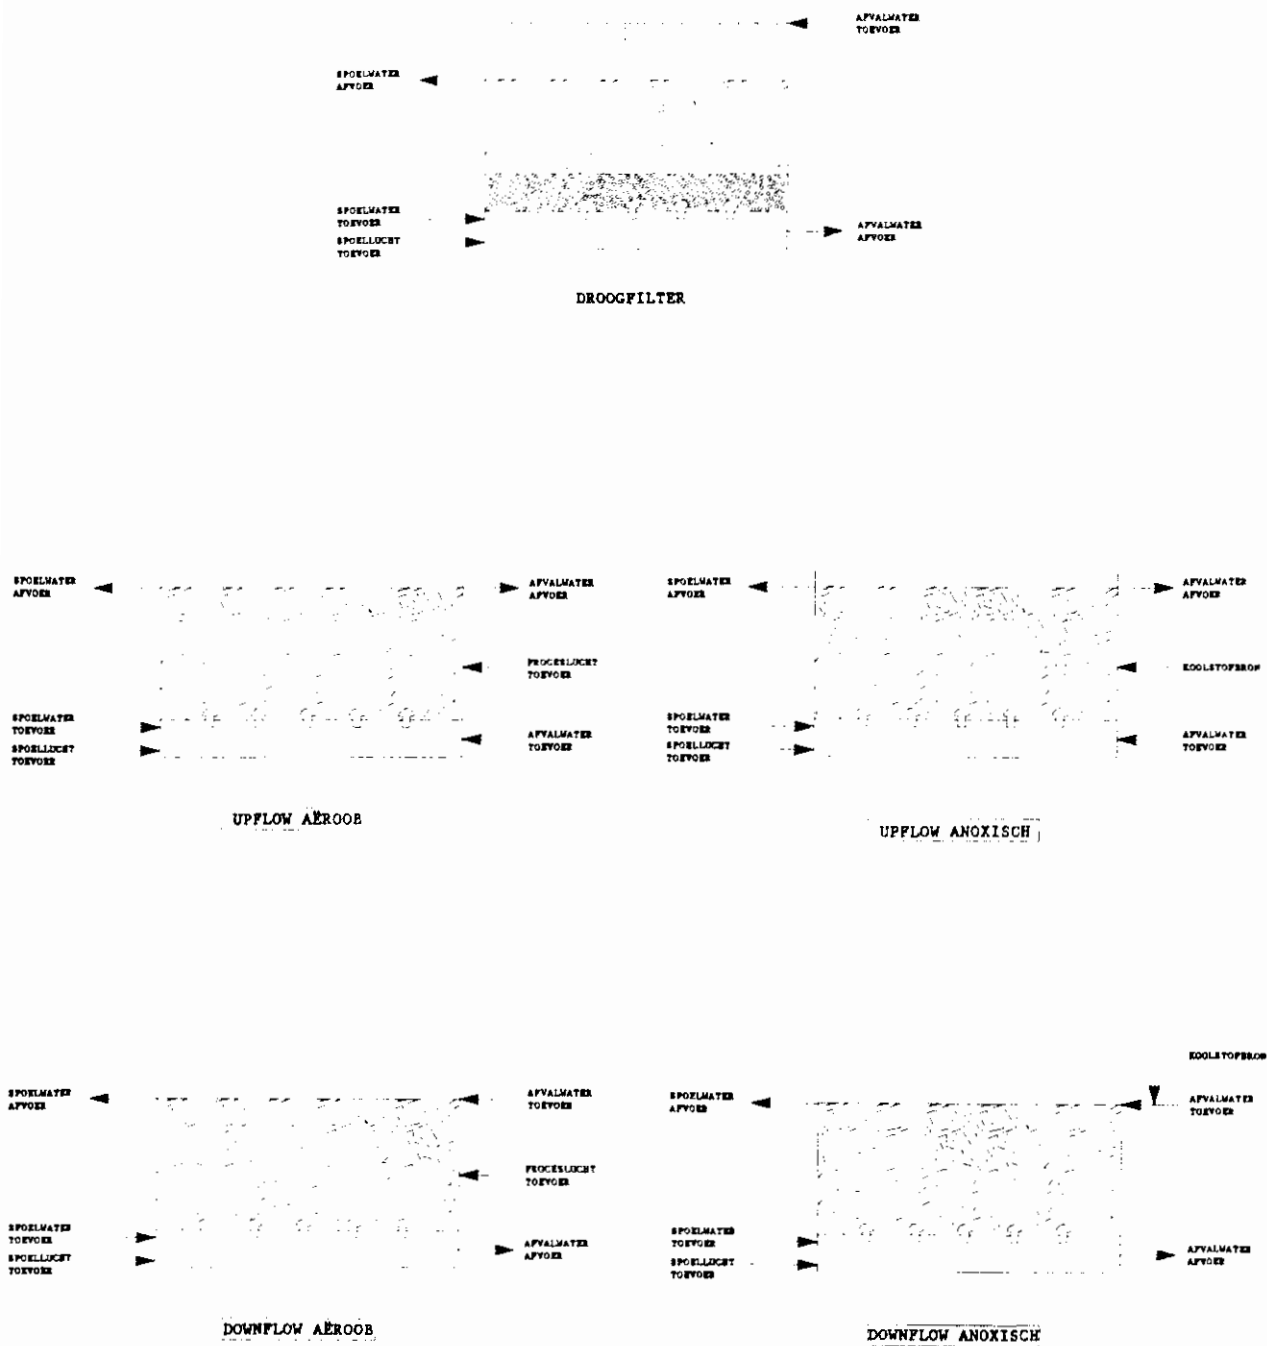 AFVALWATER
TOEVOER
SPOELWATER
AFVOER
SPOELWATER
TOEVOER
SPOELLUCHT
TOEVOER
AFVALWATER
AFVOER
DROOGFILTER
SPOELWATER
AFVOER
AFVALWATER
AFVOER
PROCESLUCHT
TOEVOER
SPOELWATER
TOEVOER
SPOELLUCHT
TOEVOER
AFVALWATER
TOEVOER
UPFLOW AËROOB
SPOELWATER
AFVOER
AFVALWATER
AFVOER
KOOLSTOFBRON
SPOELWATER
TOEVOER
SPOELLUCHT
TOEVOER
AFVALWATER
TOEVOER
UPFLOW ANOXISCH
SPOELWATER
AFVOER
AFVALWATER
TOEVOER
PROCESLUCHT
TOEVOER
SPOELWATER
TOEVOER
SPOELLUCHT
TOEVOER
AFVALWATER
AFVOER
DOWNFLOW AËROOB
KOOLSTOFBRON
SPOELWATER
AFVOER
AFVALWATER
TOEVOER
SPOELWATER
TOEVOER
SPOELLUCHT
TOEVOER
AFVALWATER
AFVOER
DOWNFLOW ANOXISCH